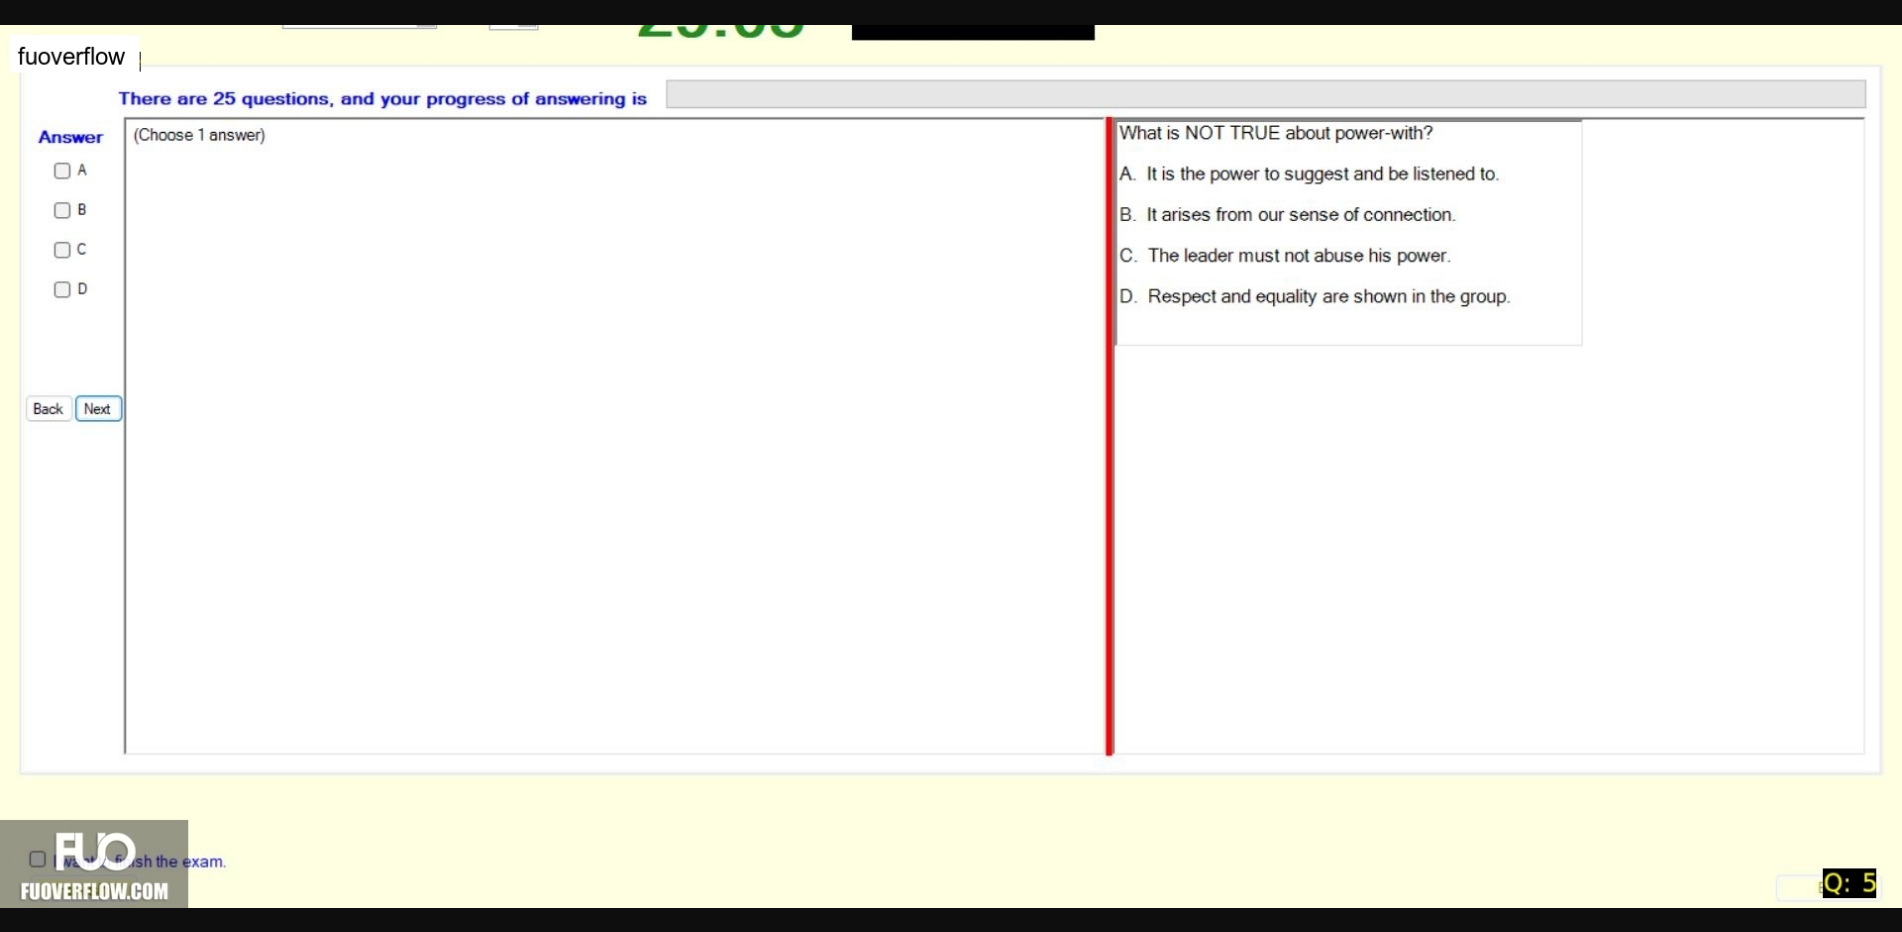 fuoverflow
There are 25 questions, and your progress of answering is
Answer
(Choose 1 answer)
A
B
C
D
Back
Next
What is NOT TRUE about power-with?
A. It is the power to suggest and be listened to.
B. It arises from our sense of connection.
C. The leader must not abuse his power.
D. Respect and equality are shown in the group.
FUO
finish the exam.
FUOVERFLOW.COM
Q: 5